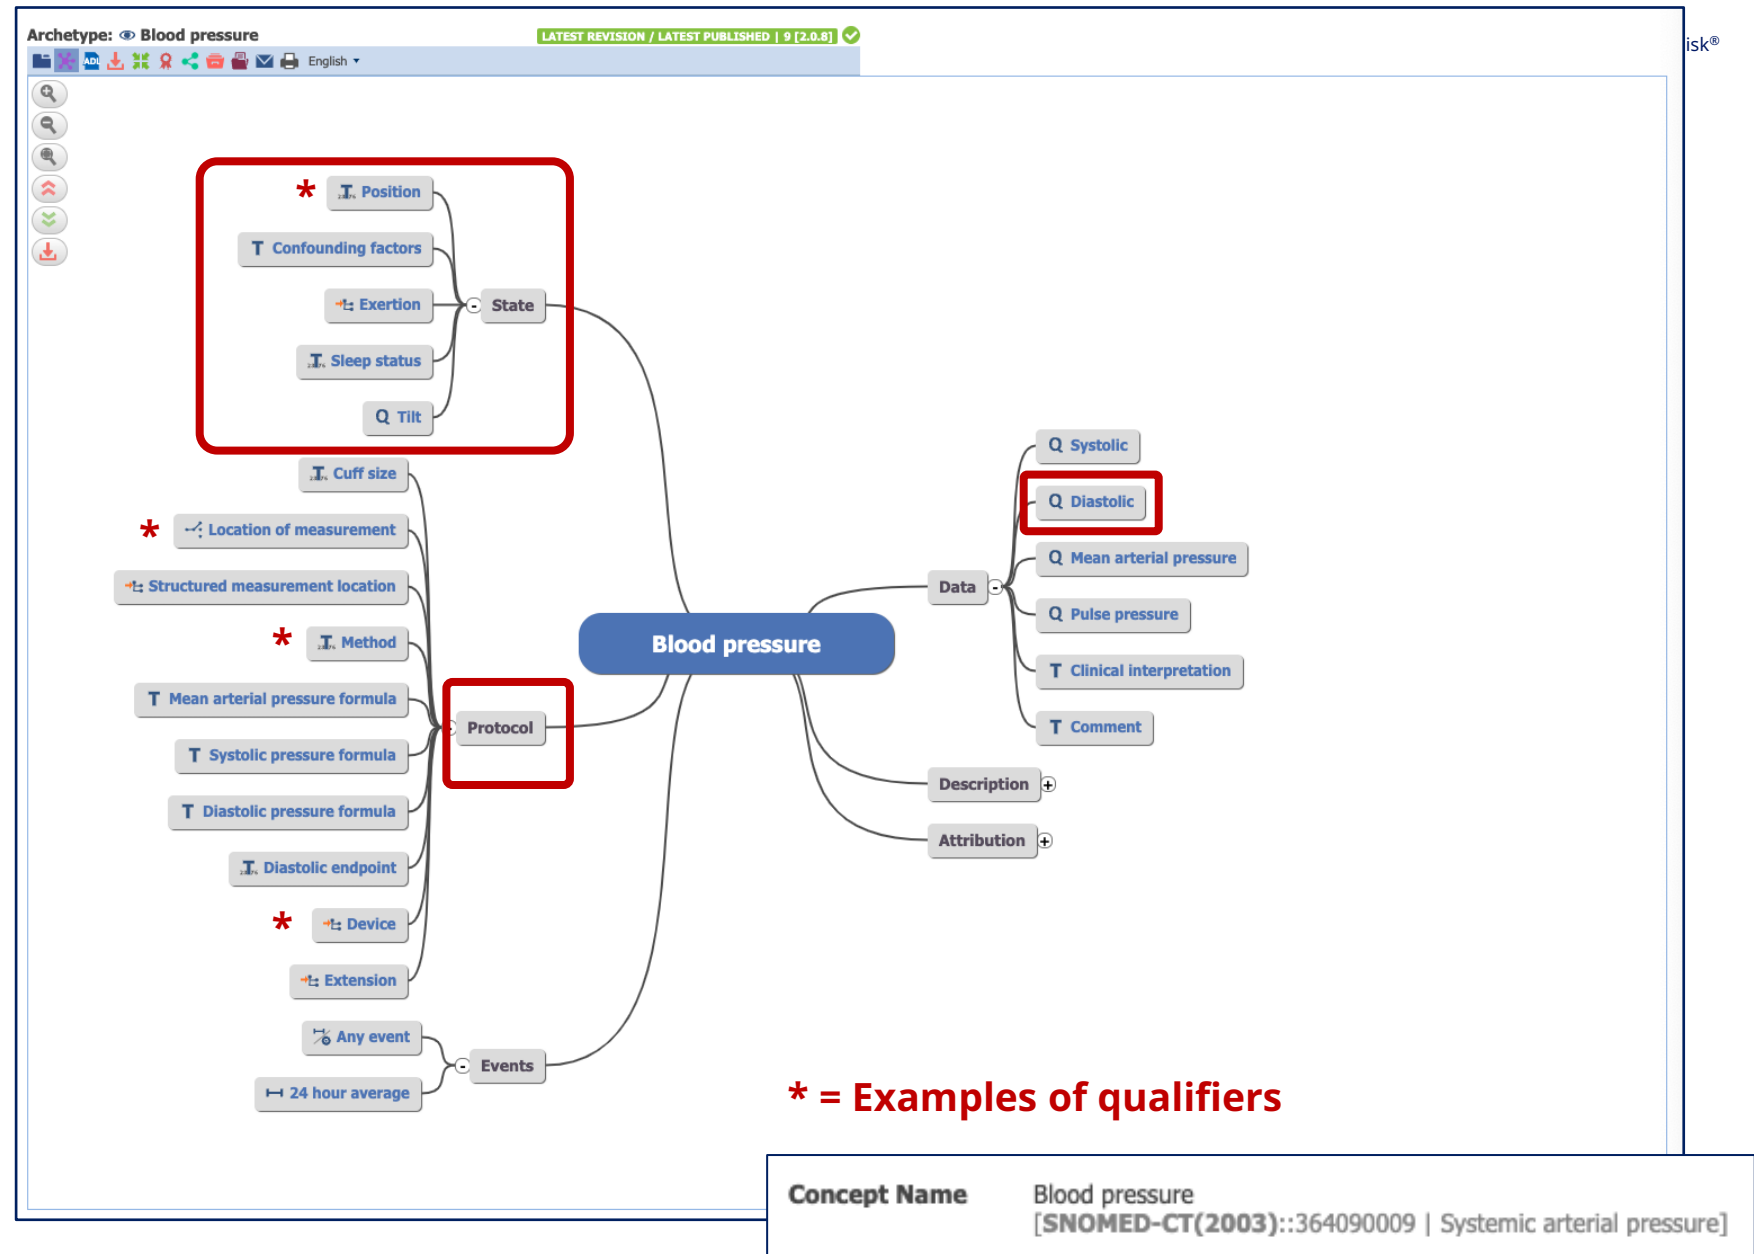 Archetype: Blood pressure
LATEST REVISION / LATEST PUBLISHED | 9 [2.0.8]
isk®
ADL
English
* Position
Confounding factors
Exertion
State
Sleep status
Q Tilt
Cuff size
* Location of measurement
Structured measurement location
* Method
T Mean arterial pressure formula
Protocol
T Systolic pressure formula
T Diastolic pressure formula
Diastolic endpoint
* Device
Extension
Any event
Events
24 hour average
Blood pressure
Q Systolic
Q Diastolic
Q Mean arterial pressure
Data
Q Pulse pressure
T Clinical interpretation
T Comment
Description
Attribution
* = Examples of qualifiers
Concept Name Blood pressure
[SNOMED-CT(2003)::364090009 | Systemic arterial pressure]